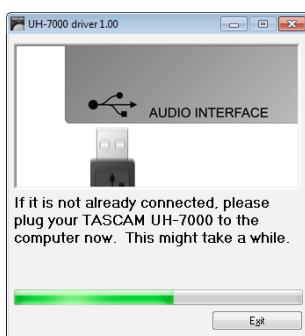 UH-7000 driver 1.00
AUDIO INTERFACE
If it is not already connected, please
plug your TASCAM UH-7000 to the
computer now. This might take a while.
Exit